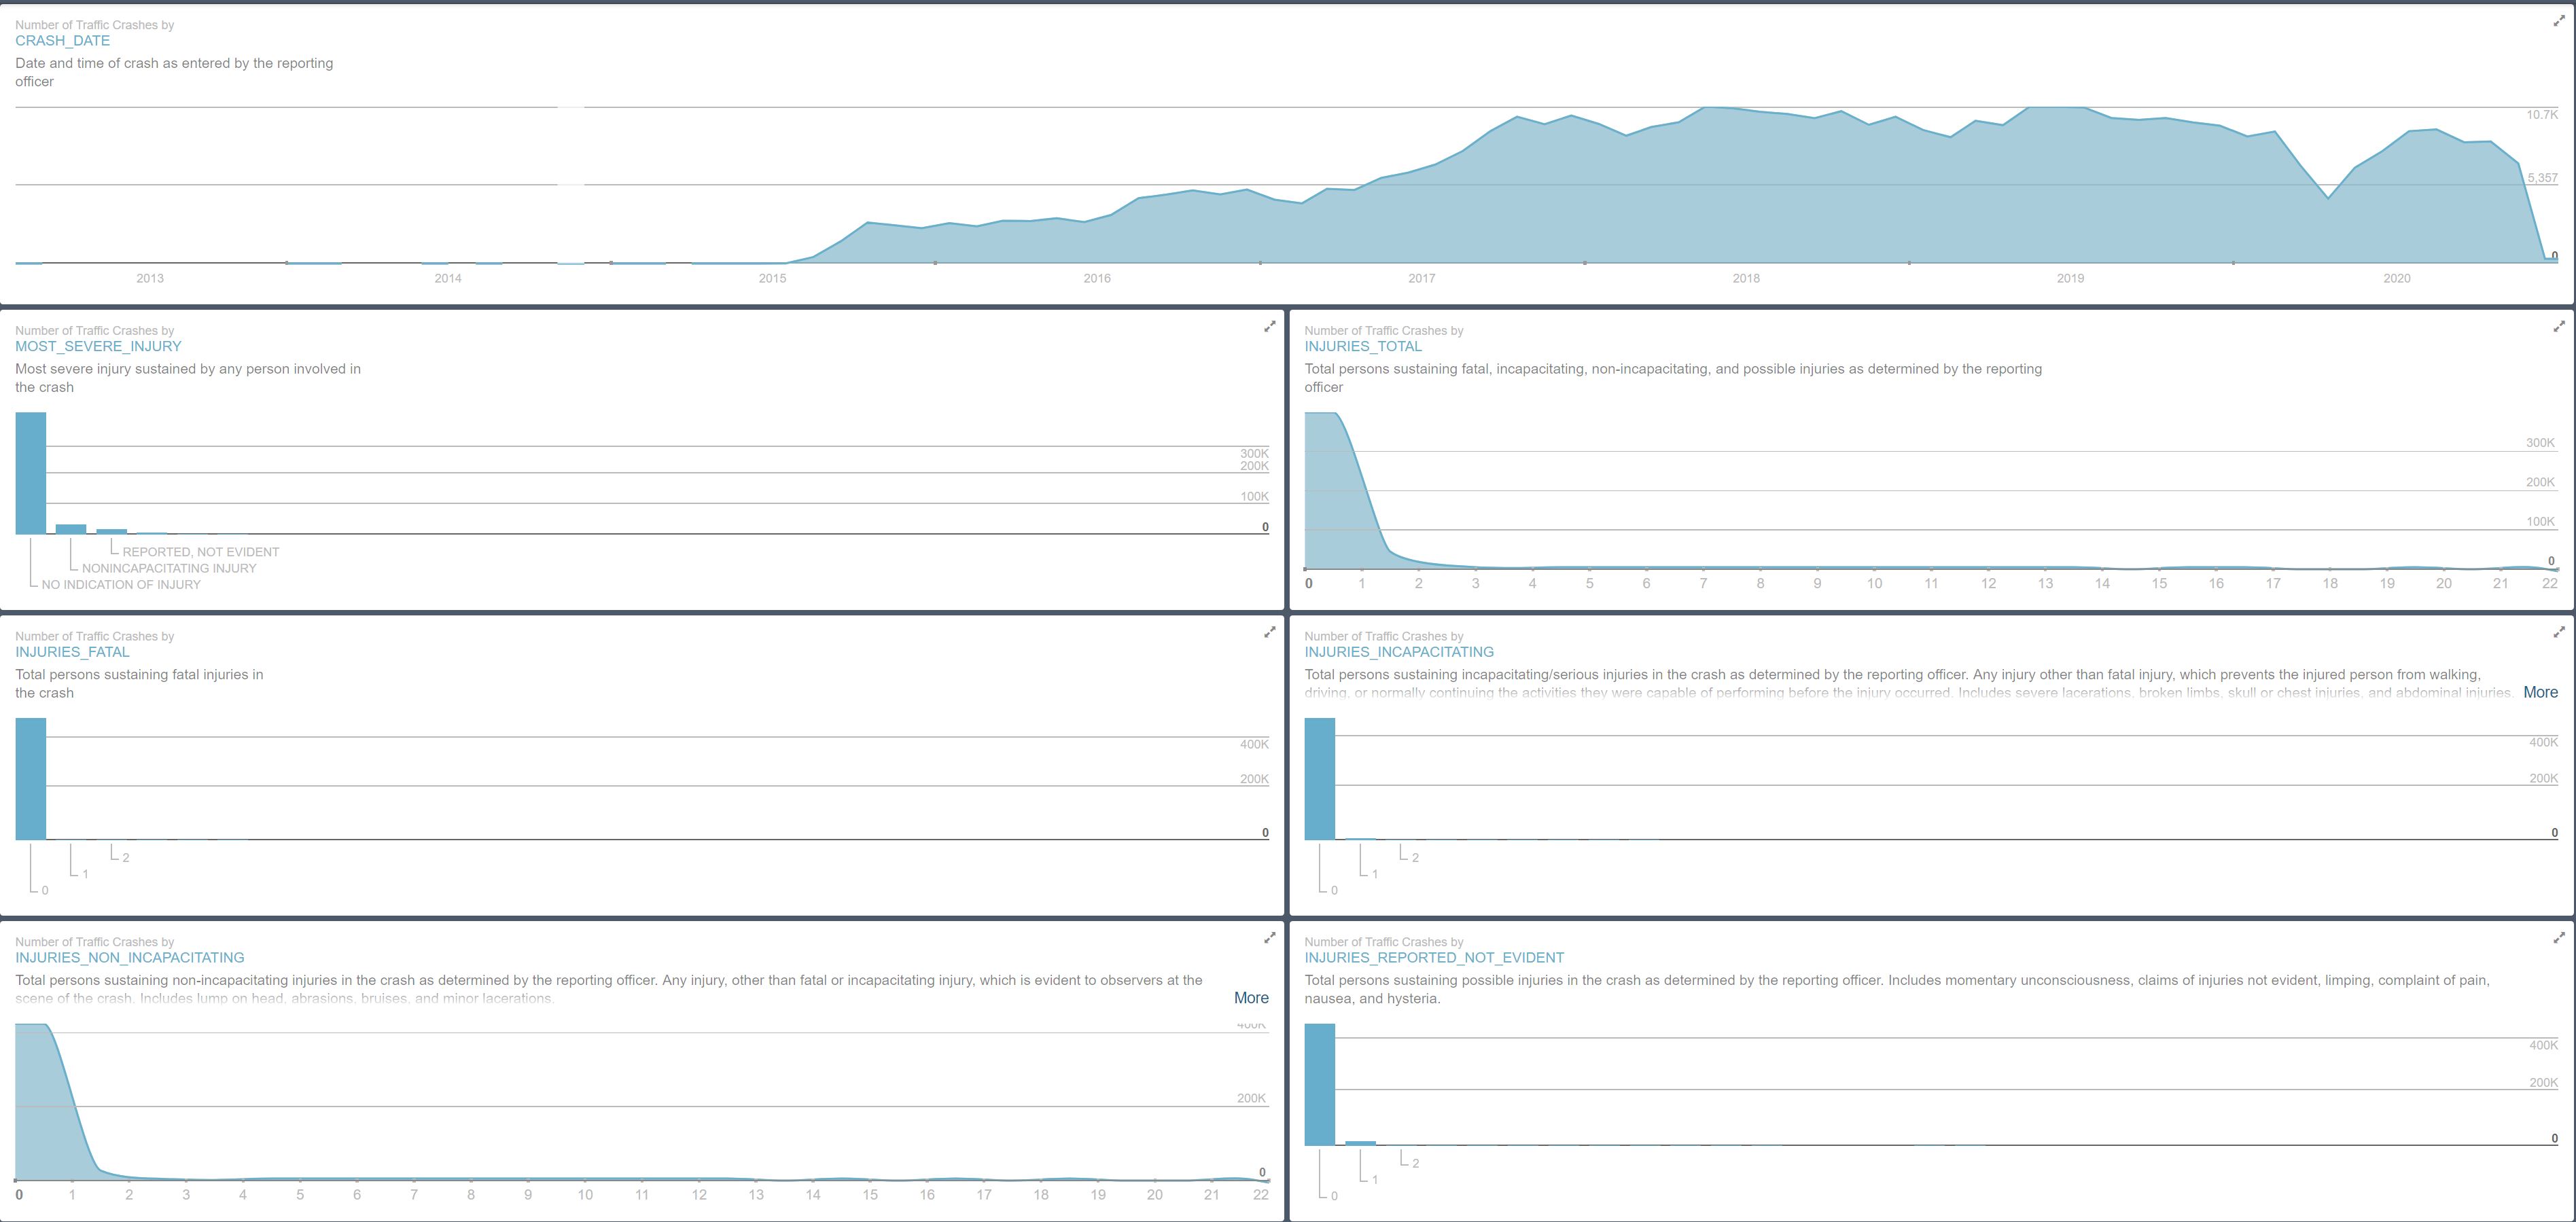 Number of Traffic Crashes by
CRASH_DATE
Date and time of crash as entered by the reporting
officer
10.7K
5,357
0
2013 2014 2015 2016 2017 2018 2019 2020
Number of Traffic Crashes by
MOST_SEVERE_INJURY
Most severe injury sustained by any person involved in
the crash
300K
200K
100K
0
REPORTED, NOT EVIDENT
NONINCAPACITATING INJURY
NO INDICATION OF INJURY
Number of Traffic Crashes by
INJURIES_TOTAL
Total persons sustaining fatal, incapacitating, non-incapacitating, and possible injuries as determined by the reporting
officer
300K
200K
100K
0
0 1 2 3 4 5 6 7 8 9 10 11 12 13 14 15 16 17 18 19 20 21 22
Number of Traffic Crashes by
INJURIES_FATAL
Total persons sustaining fatal injuries in
the crash
400K
200K
0
2
1
0
Number of Traffic Crashes by
INJURIES_INCAPACITATING
Total persons sustaining incapacitating/serious injuries in the crash as determined by the reporting officer. Any injury other than fatal injury, which prevents the injured person from walking,
driving, or normally continuing the activities they were capable of performing before the injury occurred. Includes severe lacerations, broken limbs, skull or chest injuries, and abdominal injuries. More
400K
200K
0
2
1
0
Number of Traffic Crashes by
INJURIES_NON_INCAPACITATING
Total persons sustaining non-incapacitating injuries in the crash as determined by the reporting officer. Any injury, other than fatal or incapacitating injury, which is evident to observers at the
scene of the crash. Includes lump on head, abrasions, bruises, and minor lacerations. More
400K
200K
0
0 1 2 3 4 5 6 7 8 9 10 11 12 13 14 15 16 17 18 19 20 21 22
Number of Traffic Crashes by
INJURIES_REPORTED_NOT_EVIDENT
Total persons sustaining possible injuries in the crash as determined by the reporting officer. Includes momentary unconsciousness, claims of injuries not evident, limping, complaint of pain,
nausea, and hysteria.
400K
200K
0
2
1
0